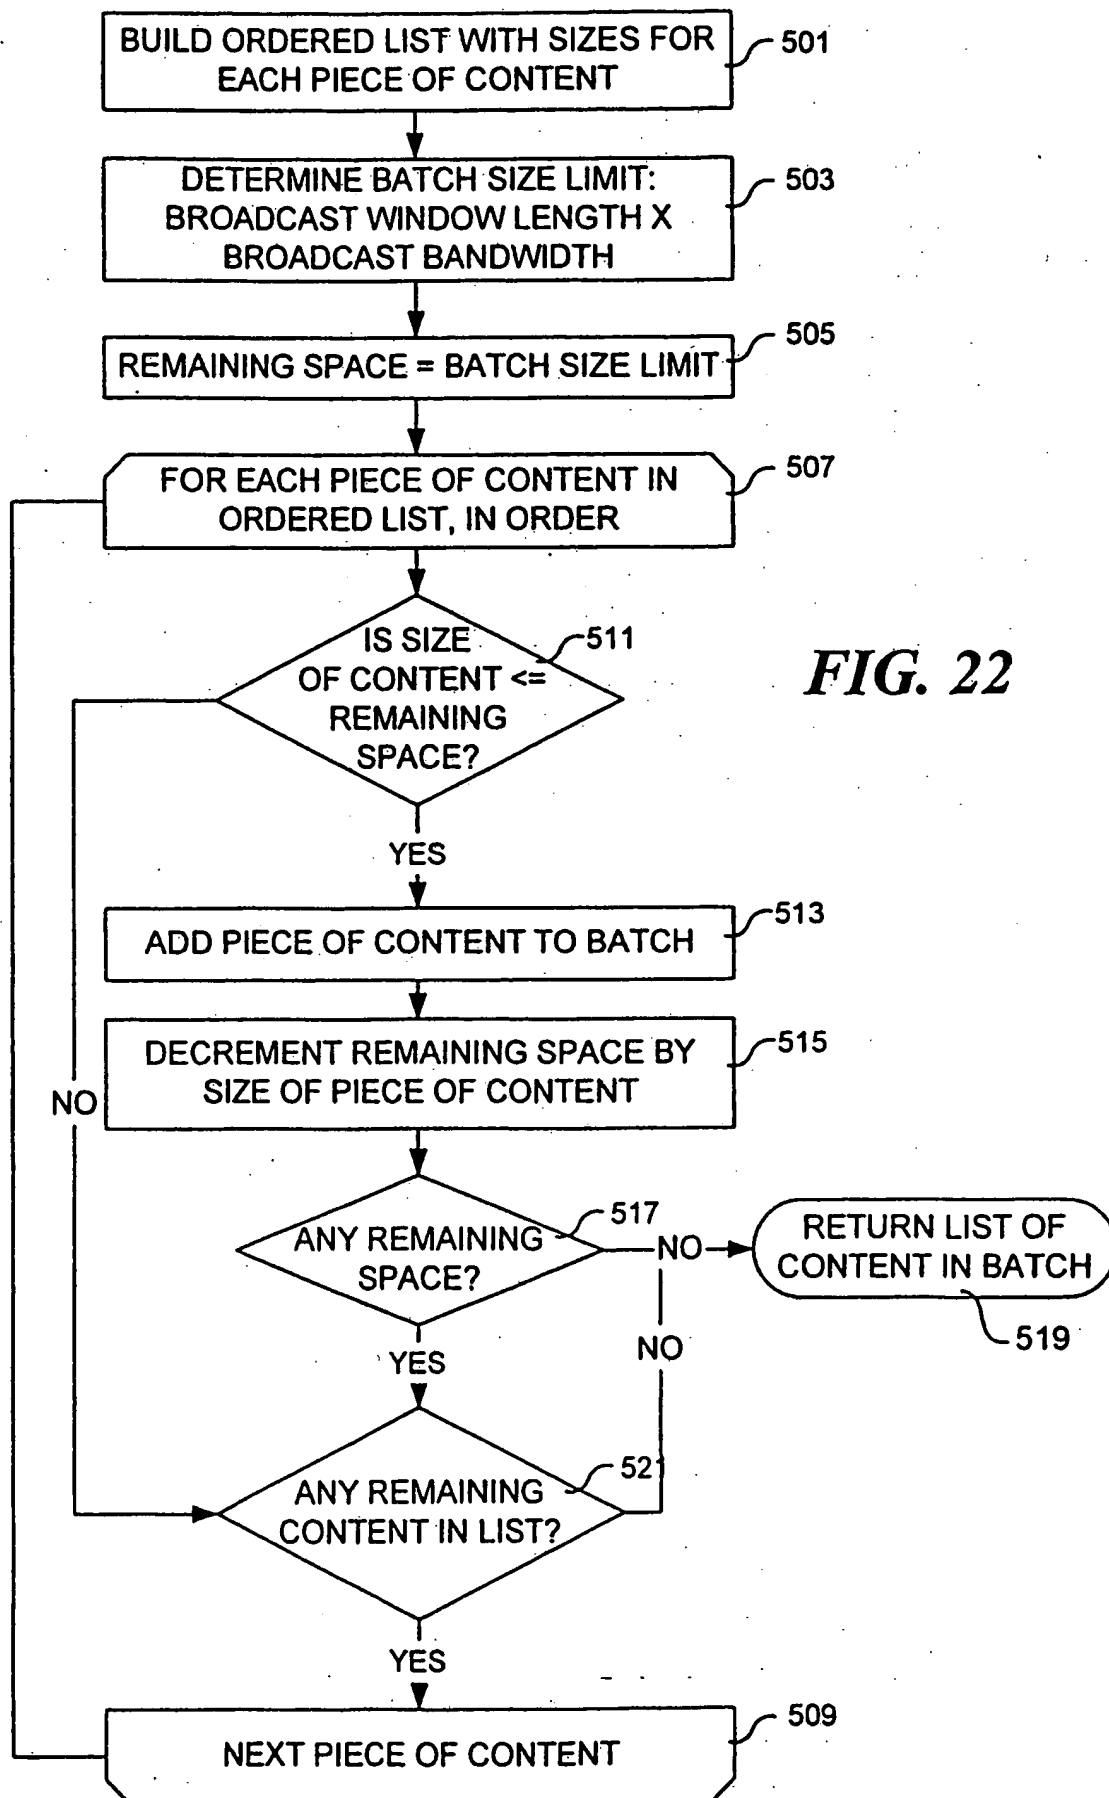 BUILD ORDERED LIST WITH SIZES FOR
EACH PIECE OF CONTENT
501
DETERMINE BATCH SIZE LIMIT:
BROADCAST WINDOW LENGTH X
BROADCAST BANDWIDTH
503
REMAINING SPACE = BATCH SIZE LIMIT
505
FOR EACH PIECE OF CONTENT IN
ORDERED LIST, IN ORDER
507
IS SIZE
OF CONTENT <=
REMAINING
SPACE?
511
FIG. 22
YES
ADD PIECE OF CONTENT TO BATCH
513
DECREMENT REMAINING SPACE BY
SIZE OF PIECE OF CONTENT
515
NO
ANY REMAINING
SPACE?
517
NO
RETURN LIST OF
CONTENT IN BATCH
519
YES
NO
ANY REMAINING
CONTENT IN LIST?
521
YES
NEXT PIECE OF CONTENT
509